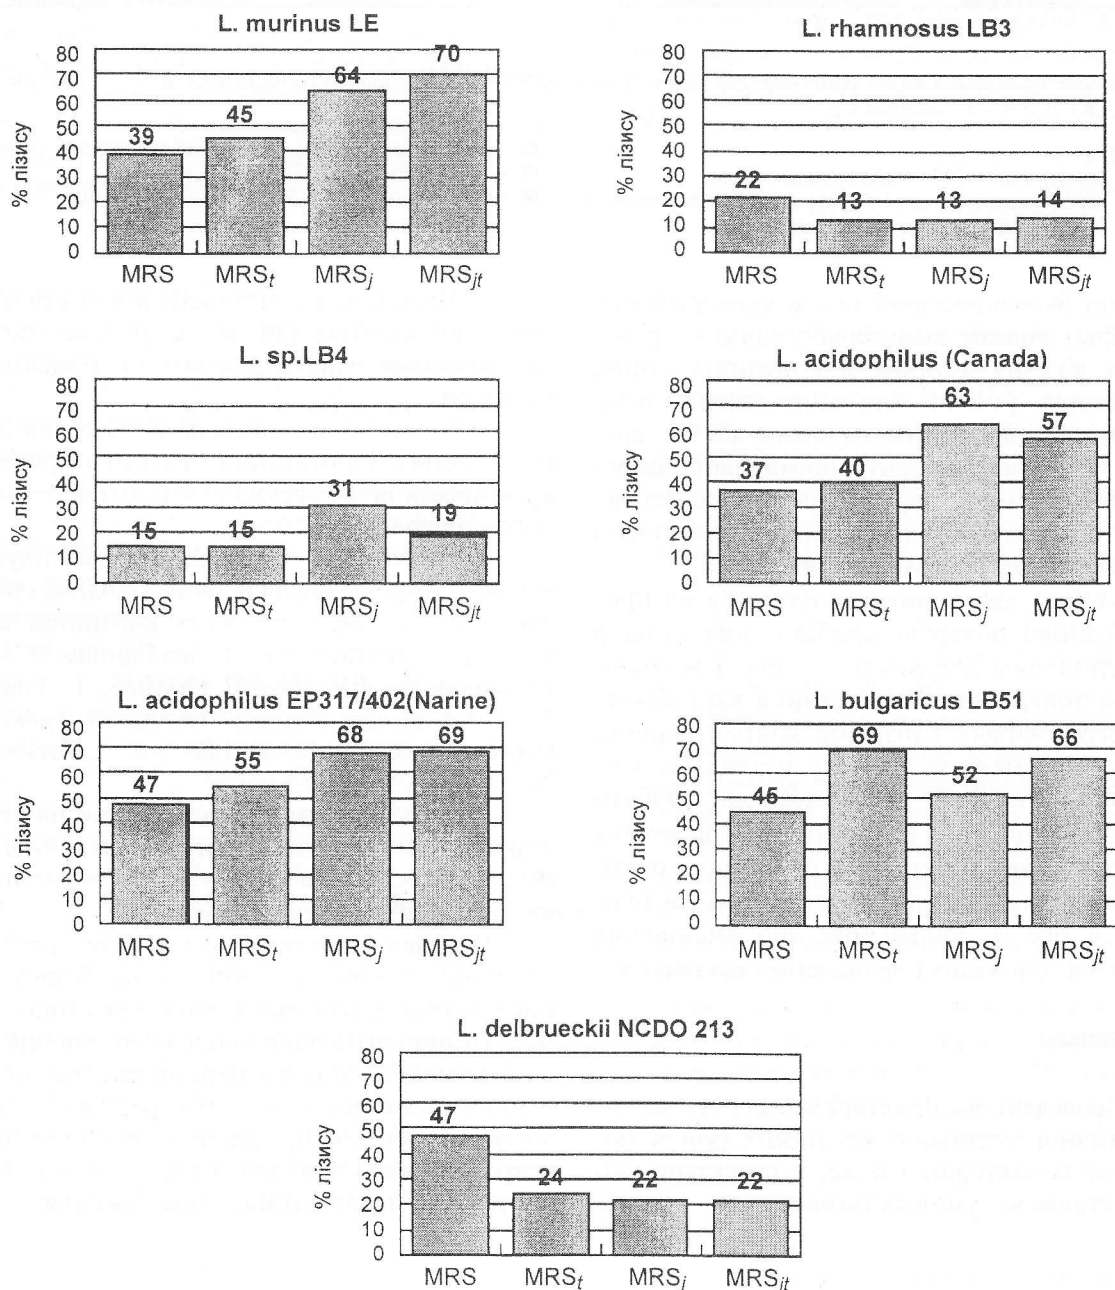 L. murinus LE
% лізису
80
70
60
50
40
30
20
10
0
39
45
64
70
MRS
MRSt
MRSj
MRSjt
L. rhamnosus LB3
% лізису
80
70
60
50
40
30
20
10
0
22
13
13
14
MRS
MRSt
MRSj
MRSjt
L. sp.LB4
% лізису
80
70
60
50
40
30
20
10
0
15
15
31
19
MRS
MRSt
MRSj
MRSjt
L. acidophilus (Canada)
% лізису
80
70
60
50
40
30
20
10
0
37
40
63
57
MRS
MRSt
MRSj
MRSjt
L. acidophilus EP317/402(Narine)
% лізису
80
70
60
50
40
30
20
10
0
47
55
68
69
MRS
MRSt
MRSj
MRSjt
L. bulgaricus LB51
% лізису
80
70
60
50
40
30
20
10
0
45
69
52
66
MRS
MRSt
MRSj
MRSjt
L. delbrueckii NCDO 213
% лізису
80
70
60
50
40
30
20
10
0
47
24
22
22
MRS
MRSt
MRSj
MRSjt